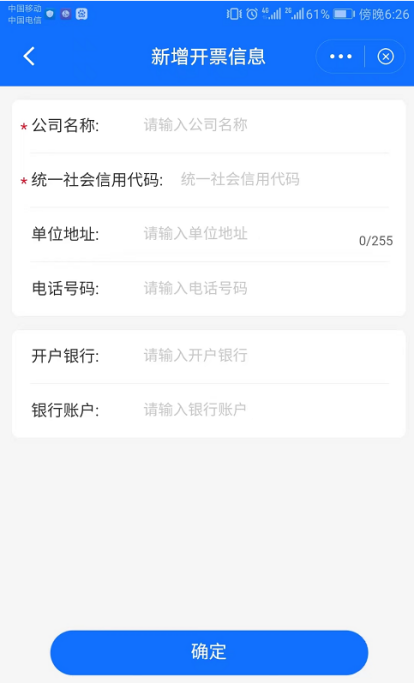 中国移动
中国电信
4G 2G 61% 傍晚6:26
新增开票信息
* 公司名称: 请输入公司名称
* 统一社会信用代码: 统一社会信用代码
单位地址: 请输入单位地址
0/255
电话号码: 请输入电话号码
开户银行: 请输入开户银行
银行账户: 请输入银行账户
确定